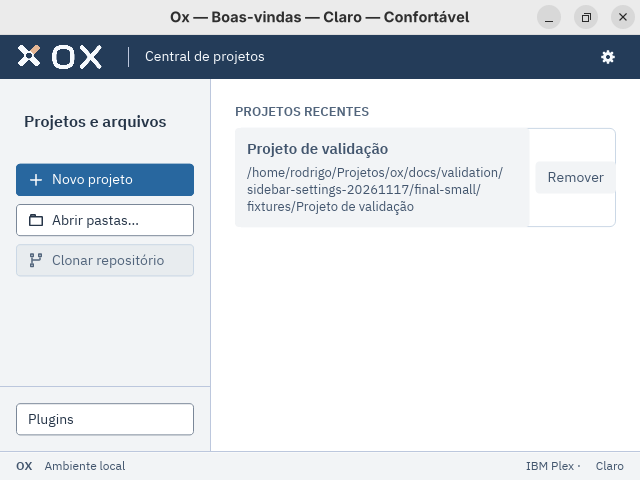 Ox — Boas-vindas — Claro — Confortável
OX
Central de projetos
Projetos e arquivos
Novo projeto
Abrir pastas...
Clonar repositório
Plugins
PROJETOS RECENTES
Projeto de validação
/home/rodrigo/Projetos/ox/docs/validation/
sidebar-settings-20261117/final-small/
fixtures/Projeto de validação
Remover
OX
Ambiente local
IBM Plex ·
Claro